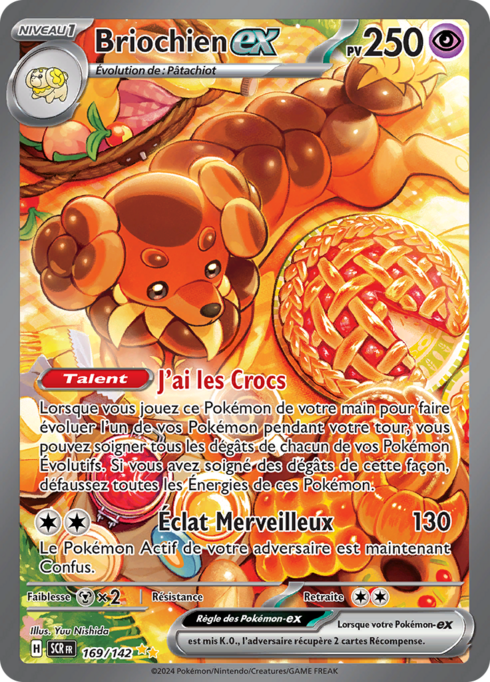 NIVEAU 1
Briochien ex PV 250
Évolution de : Pâtachiot
Talent J'ai les Crocs
Lorsque vous jouez ce Pokémon de votre main pour faire
évoluer l'un de vos Pokémon pendant votre tour, vous
pouvez soigner tous les dégâts de chacun de vos Pokémon
Évolutifs. Si vous avez soigné des dégâts de cette façon,
défaussez toutes les Énergies de ces Pokémon.
Éclat Merveilleux 130
Le Pokémon Actif de votre adversaire est maintenant
Confus.
Faiblesse ×2 Résistance Retraite
Illus. Yuu Nishida
Règle des Pokémon-ex Lorsque votre Pokémon-ex
est mis K.O., l'adversaire récupère 2 cartes Récompense.
H SCR FR 169/142
©2024 Pokémon/Nintendo/Creatures/GAME FREAK